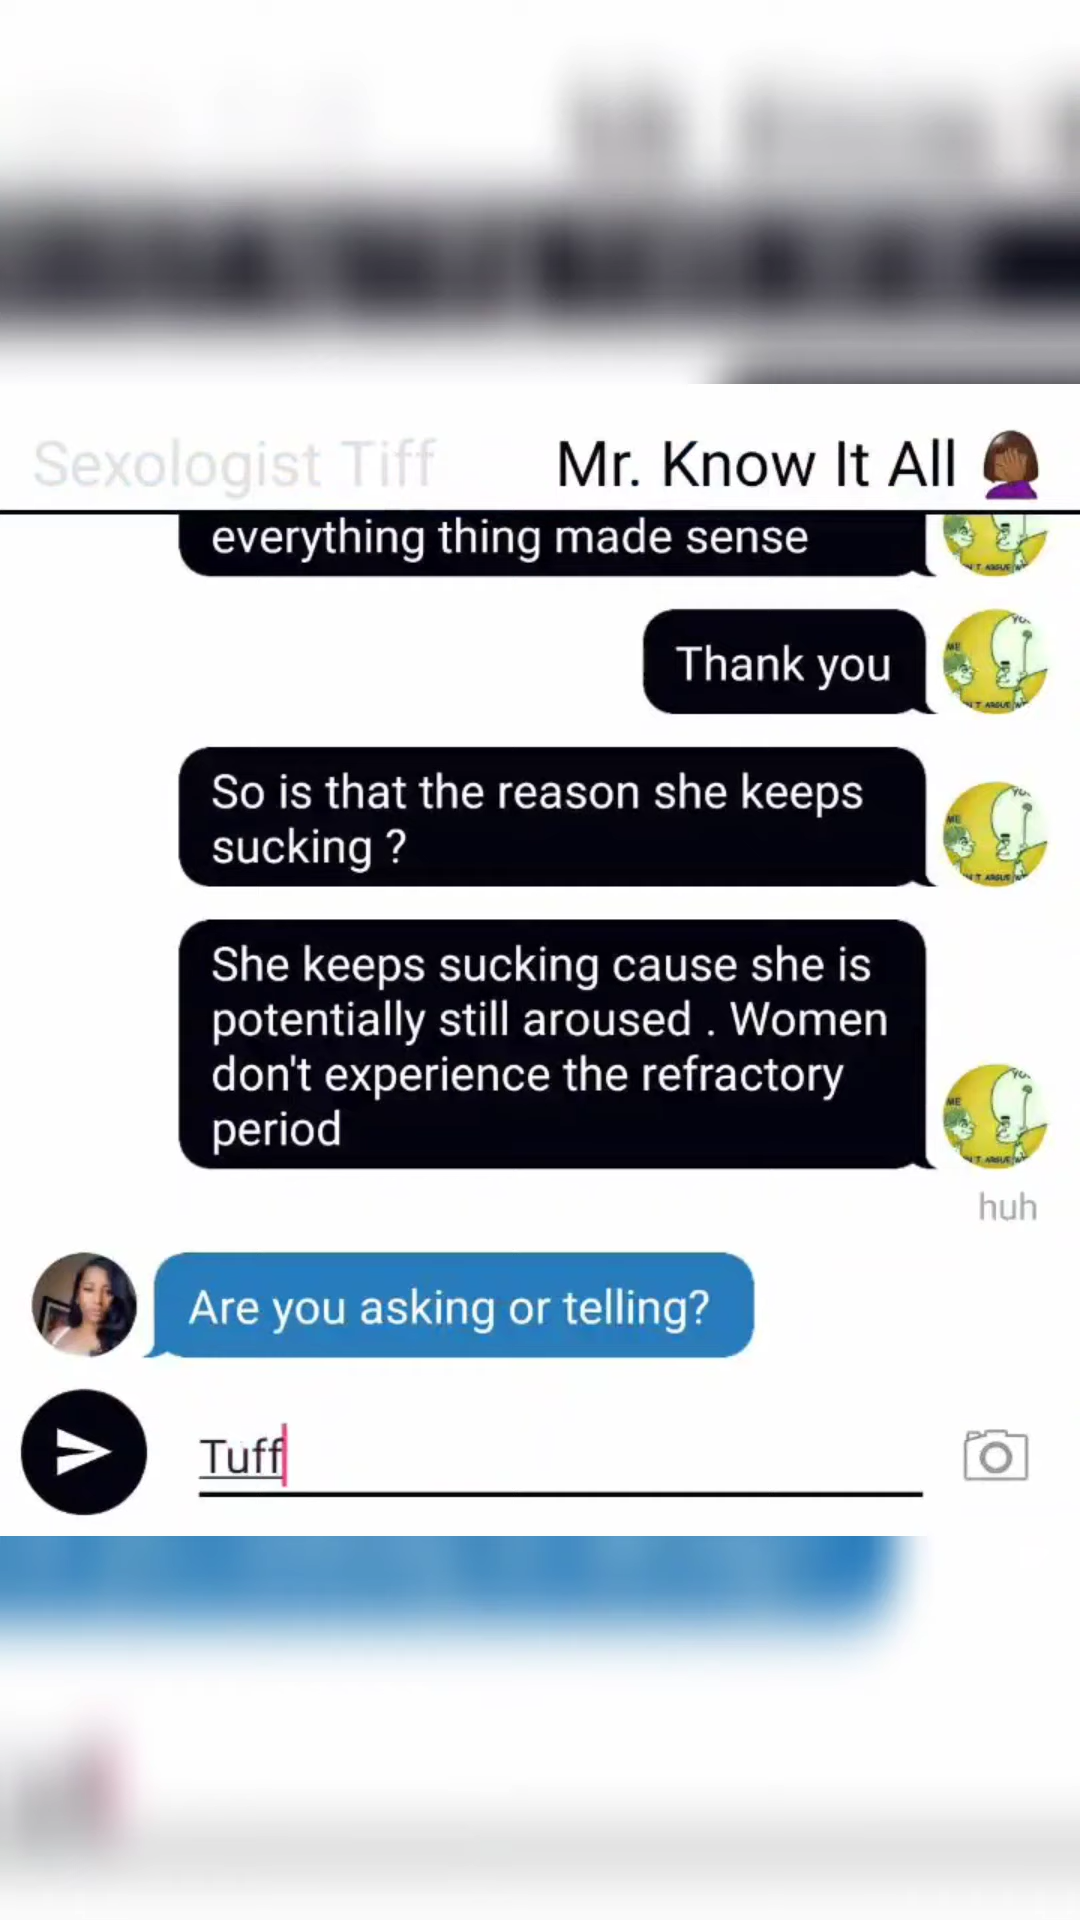 Sexologist Tiff
Mr. Know It All
everything thing made sense
Thank you
So is that the reason she keeps
sucking ?
She keeps sucking cause she is
potentially still aroused . Women
don't experience the refractory
period
huh
Are you asking or telling?
Tuff